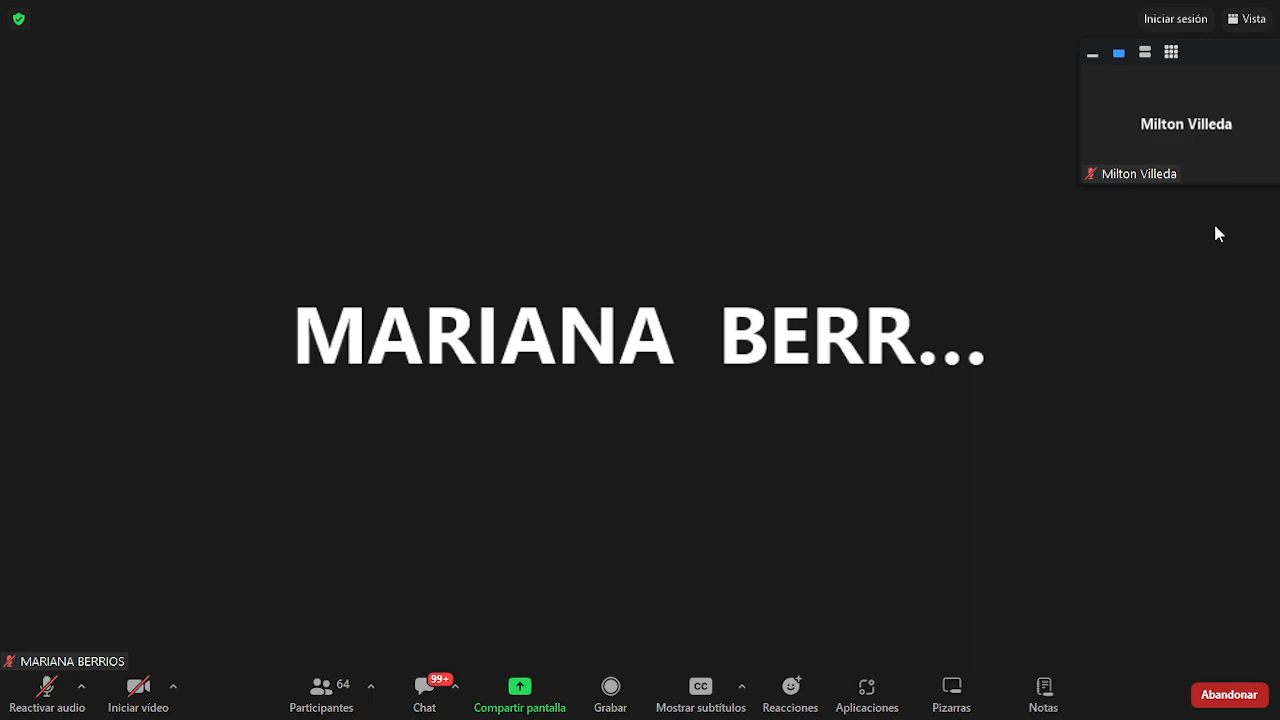 Iniciar sesión
Vista
Milton Villeda
Milton Villeda
MARIANA BERR...
MARIANA BERRIOS
64
99+
CC
Reactivar audio
Iniciar vídeo
Participantes
Chat
Compartir pantalla
Grabar
Mostrar subtítulos
Reacciones
Aplicaciones
Pizarras
Notas
Abandonar